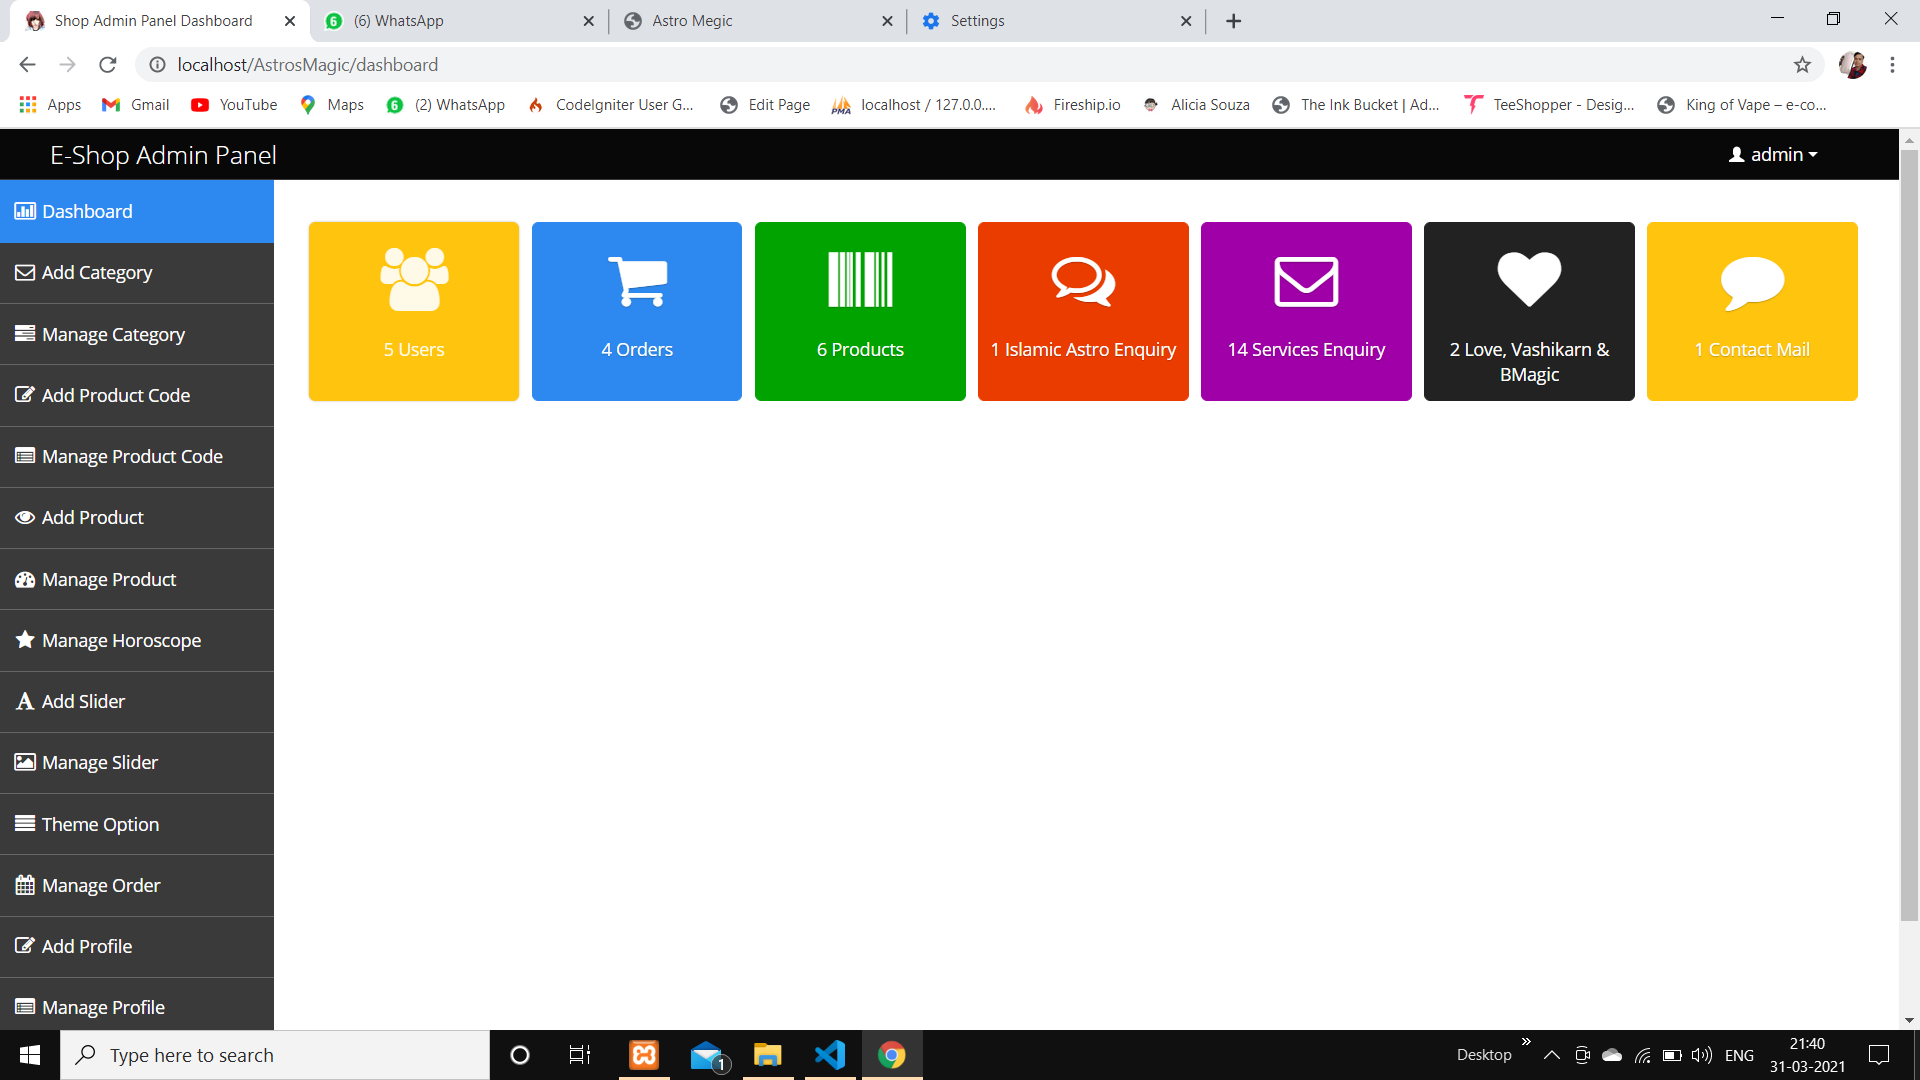 Shop Admin Panel Dashboard
(6) WhatsApp
Astro Megic
Settings
localhost/AstrosMagic/dashboard
Apps
Gmail
YouTube
Maps
(2) WhatsApp
CodeIgniter User G...
Edit Page
localhost / 127.0.0....
Fireship.io
Alicia Souza
The Ink Bucket | Ad...
TeeShopper - Desig...
King of Vape – e-co...
E-Shop Admin Panel
admin
Dashboard
Add Category
Manage Category
Add Product Code
Manage Product Code
Add Product
Manage Product
Manage Horoscope
Add Slider
Manage Slider
Theme Option
Manage Order
Add Profile
Manage Profile
5 Users
4 Orders
6 Products
1 Islamic Astro Enquiry
14 Services Enquiry
2 Love, Vashikarn &
BMagic
1 Contact Mail
Type here to search
1
Desktop
ENG
21:40
31-03-2021